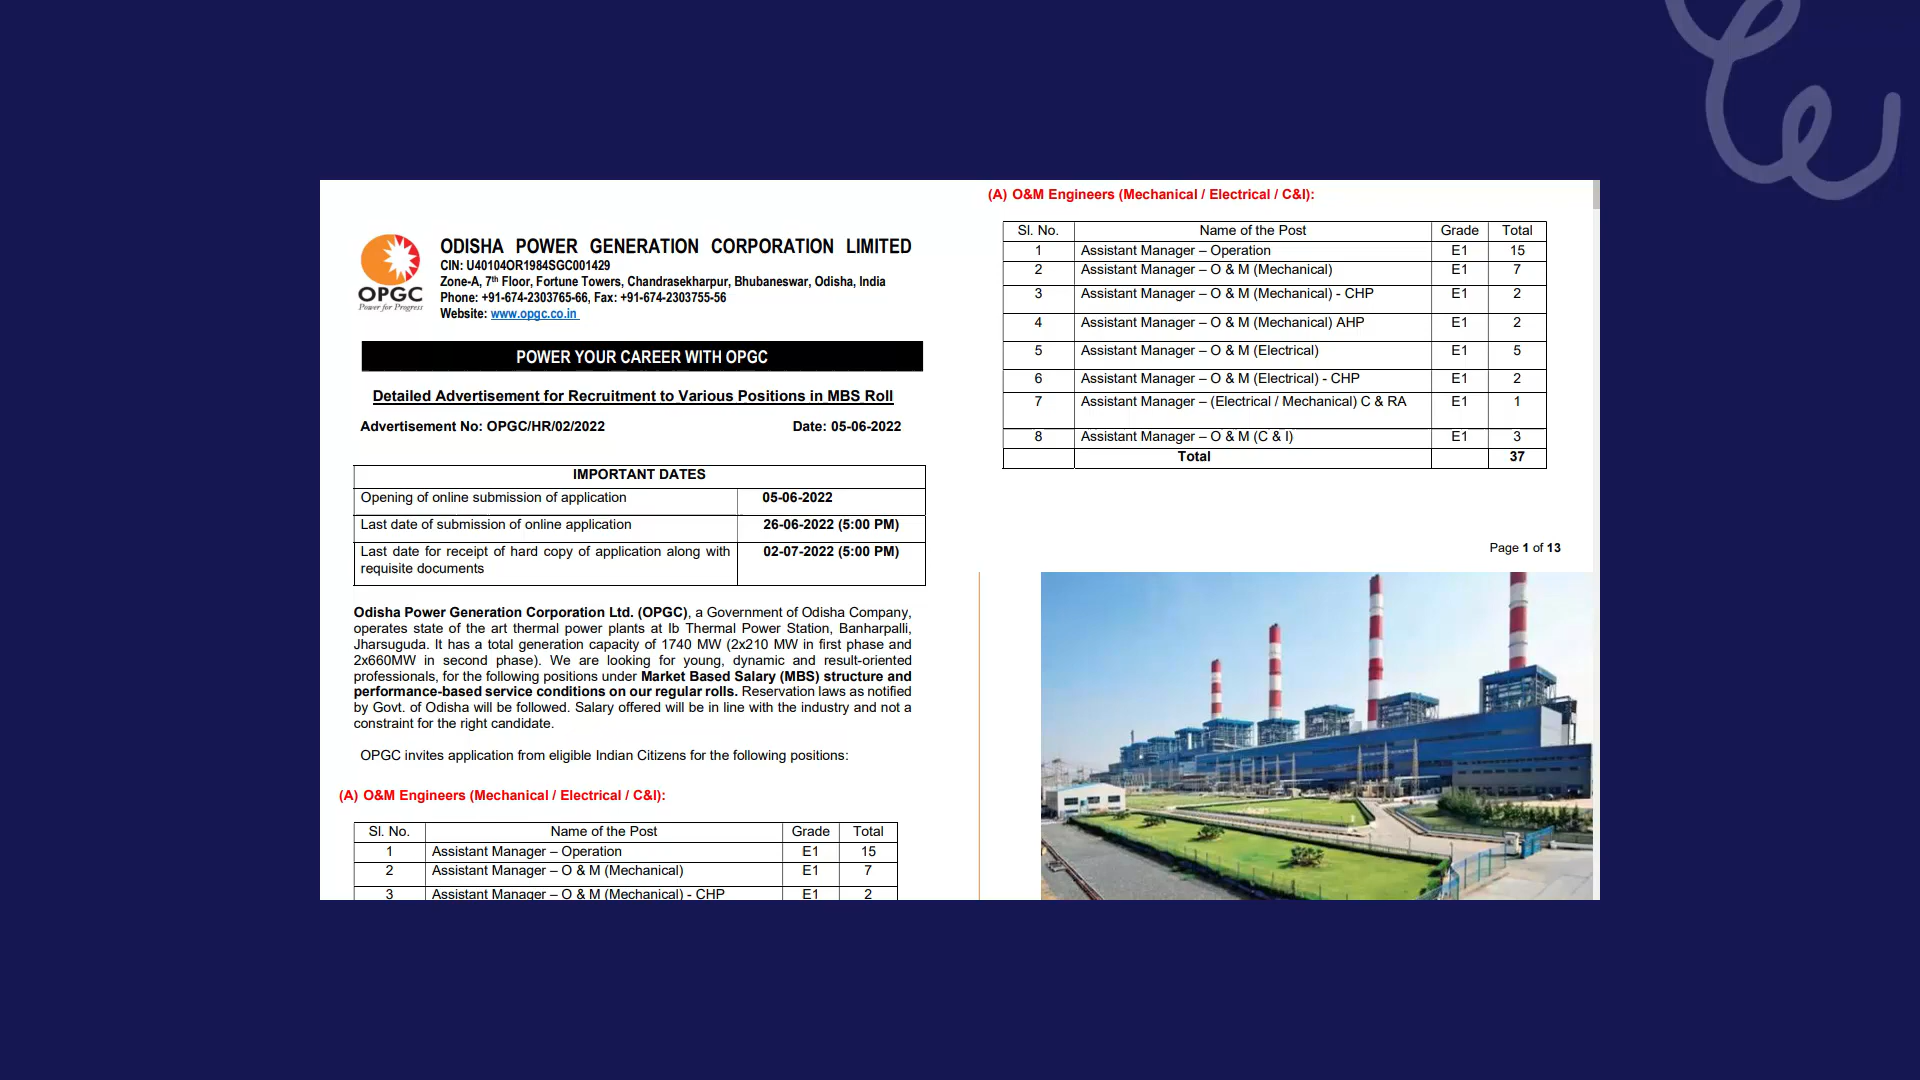 OPGC
Power for Progress
ODISHA POWER GENERATION CORPORATION LIMITED
CIN: U40104OR1984SGC001429
Zone-A, 7th Floor, Fortune Towers, Chandrasekharpur, Bhubaneswar, Odisha, India
Phone: +91-674-2303765-66, Fax: +91-674-2303755-56
Website: www.opgc.co.in
POWER YOUR CAREER WITH OPGC
Detailed Advertisement for Recruitment to Various Positions in MBS Roll
Advertisement No: OPGC/HR/02/2022 Date: 05-06-2022
IMPORTANT DATES
Opening of online submission of application 05-06-2022
Last date of submission of online application 26-06-2022 (5:00 PM)
Last date for receipt of hard copy of application along with 02-07-2022 (5:00 PM)
requisite documents
Odisha Power Generation Corporation Ltd. (OPGC), a Government of Odisha Company,
operates state of the art thermal power plants at Ib Thermal Power Station, Banharpalli,
Jharsuguda. It has a total generation capacity of 1740 MW (2x210 MW in first phase and
2x660MW in second phase). We are looking for young, dynamic and result-oriented
professionals, for the following positions under Market Based Salary (MBS) structure and
performance-based service conditions on our regular rolls. Reservation laws as notified
by Govt. of Odisha will be followed. Salary offered will be in line with the industry and not a
constraint for the right candidate.
OPGC invites application from eligible Indian Citizens for the following positions:
(A) O&M Engineers (Mechanical / Electrical / C&I):
Sl. No. Name of the Post Grade Total
1 Assistant Manager – Operation E1 15
2 Assistant Manager – O & M (Mechanical) E1 7
3 Assistant Manager – O & M (Mechanical) - CHP E1 2
(A) O&M Engineers (Mechanical / Electrical / C&I):
Sl. No. Name of the Post Grade Total
1 Assistant Manager – Operation E1 15
2 Assistant Manager – O & M (Mechanical) E1 7
3 Assistant Manager – O & M (Mechanical) - CHP E1 2
4 Assistant Manager – O & M (Mechanical) AHP E1 2
5 Assistant Manager – O & M (Electrical) E1 5
6 Assistant Manager – O & M (Electrical) - CHP E1 2
7 Assistant Manager – (Electrical / Mechanical) C & RA E1 1
8 Assistant Manager – O & M (C & I) E1 3
Total 37
Page 1 of 13